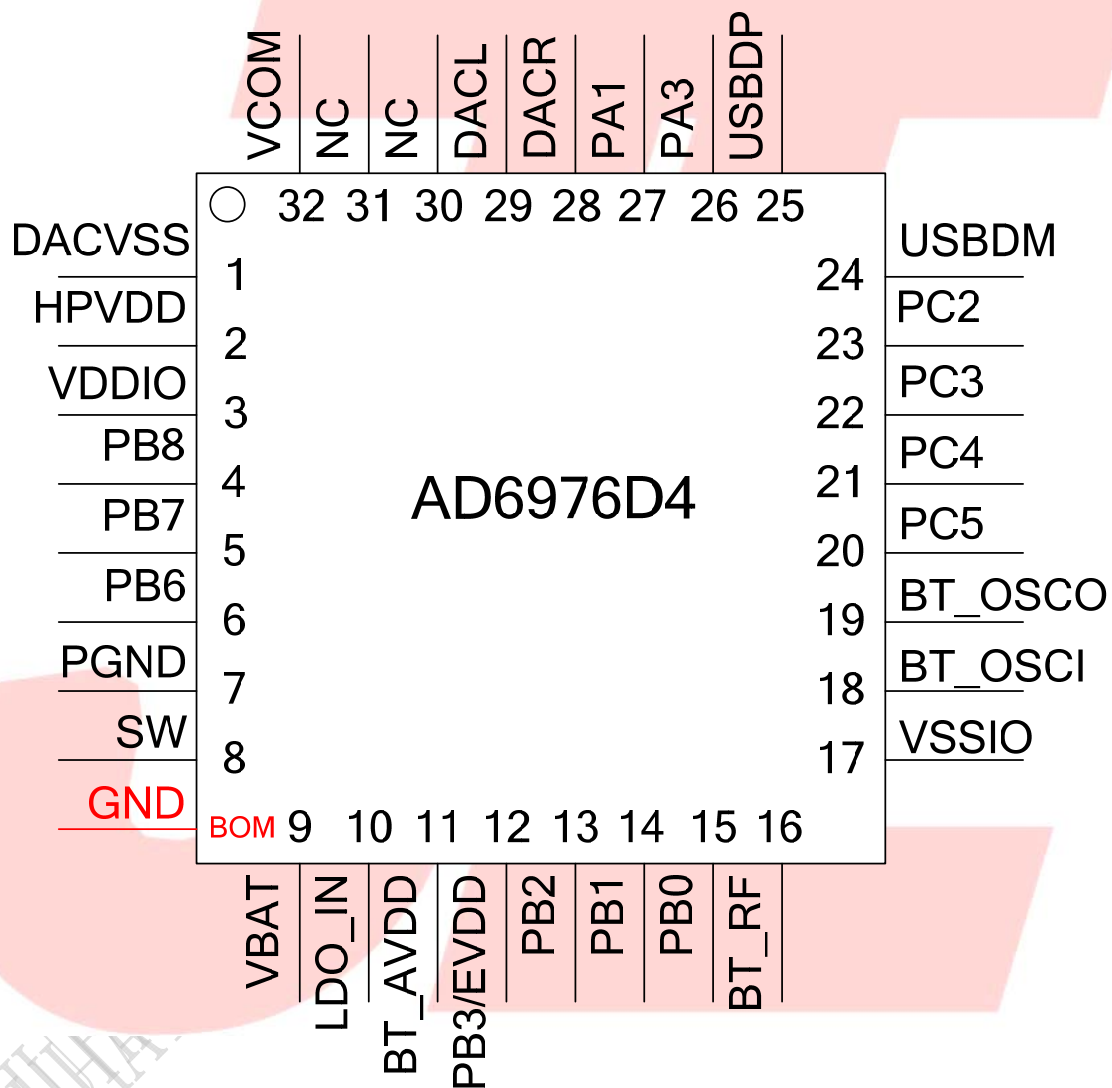 VCOM
NC
NC
DACL
DACR
PA1
PA3
USBDP
32 31 30 29 28 27 26 25
DACVSS 1
HPVDD 2
VDDIO 3
PB8 4
PB7 5
PB6 6
PGND 7
SW 8
GND BOM
AD6976D4
24 USBDM
23 PC2
22 PC3
21 PC4
20 PC5
19 BT_OSCO
18 BT_OSCI
17 VSSIO
9 10 11 12 13 14 15 16
VBAT
LDO_IN
BT_AVDD
PB3/EVDD
PB2
PB1
PB0
BT_RF